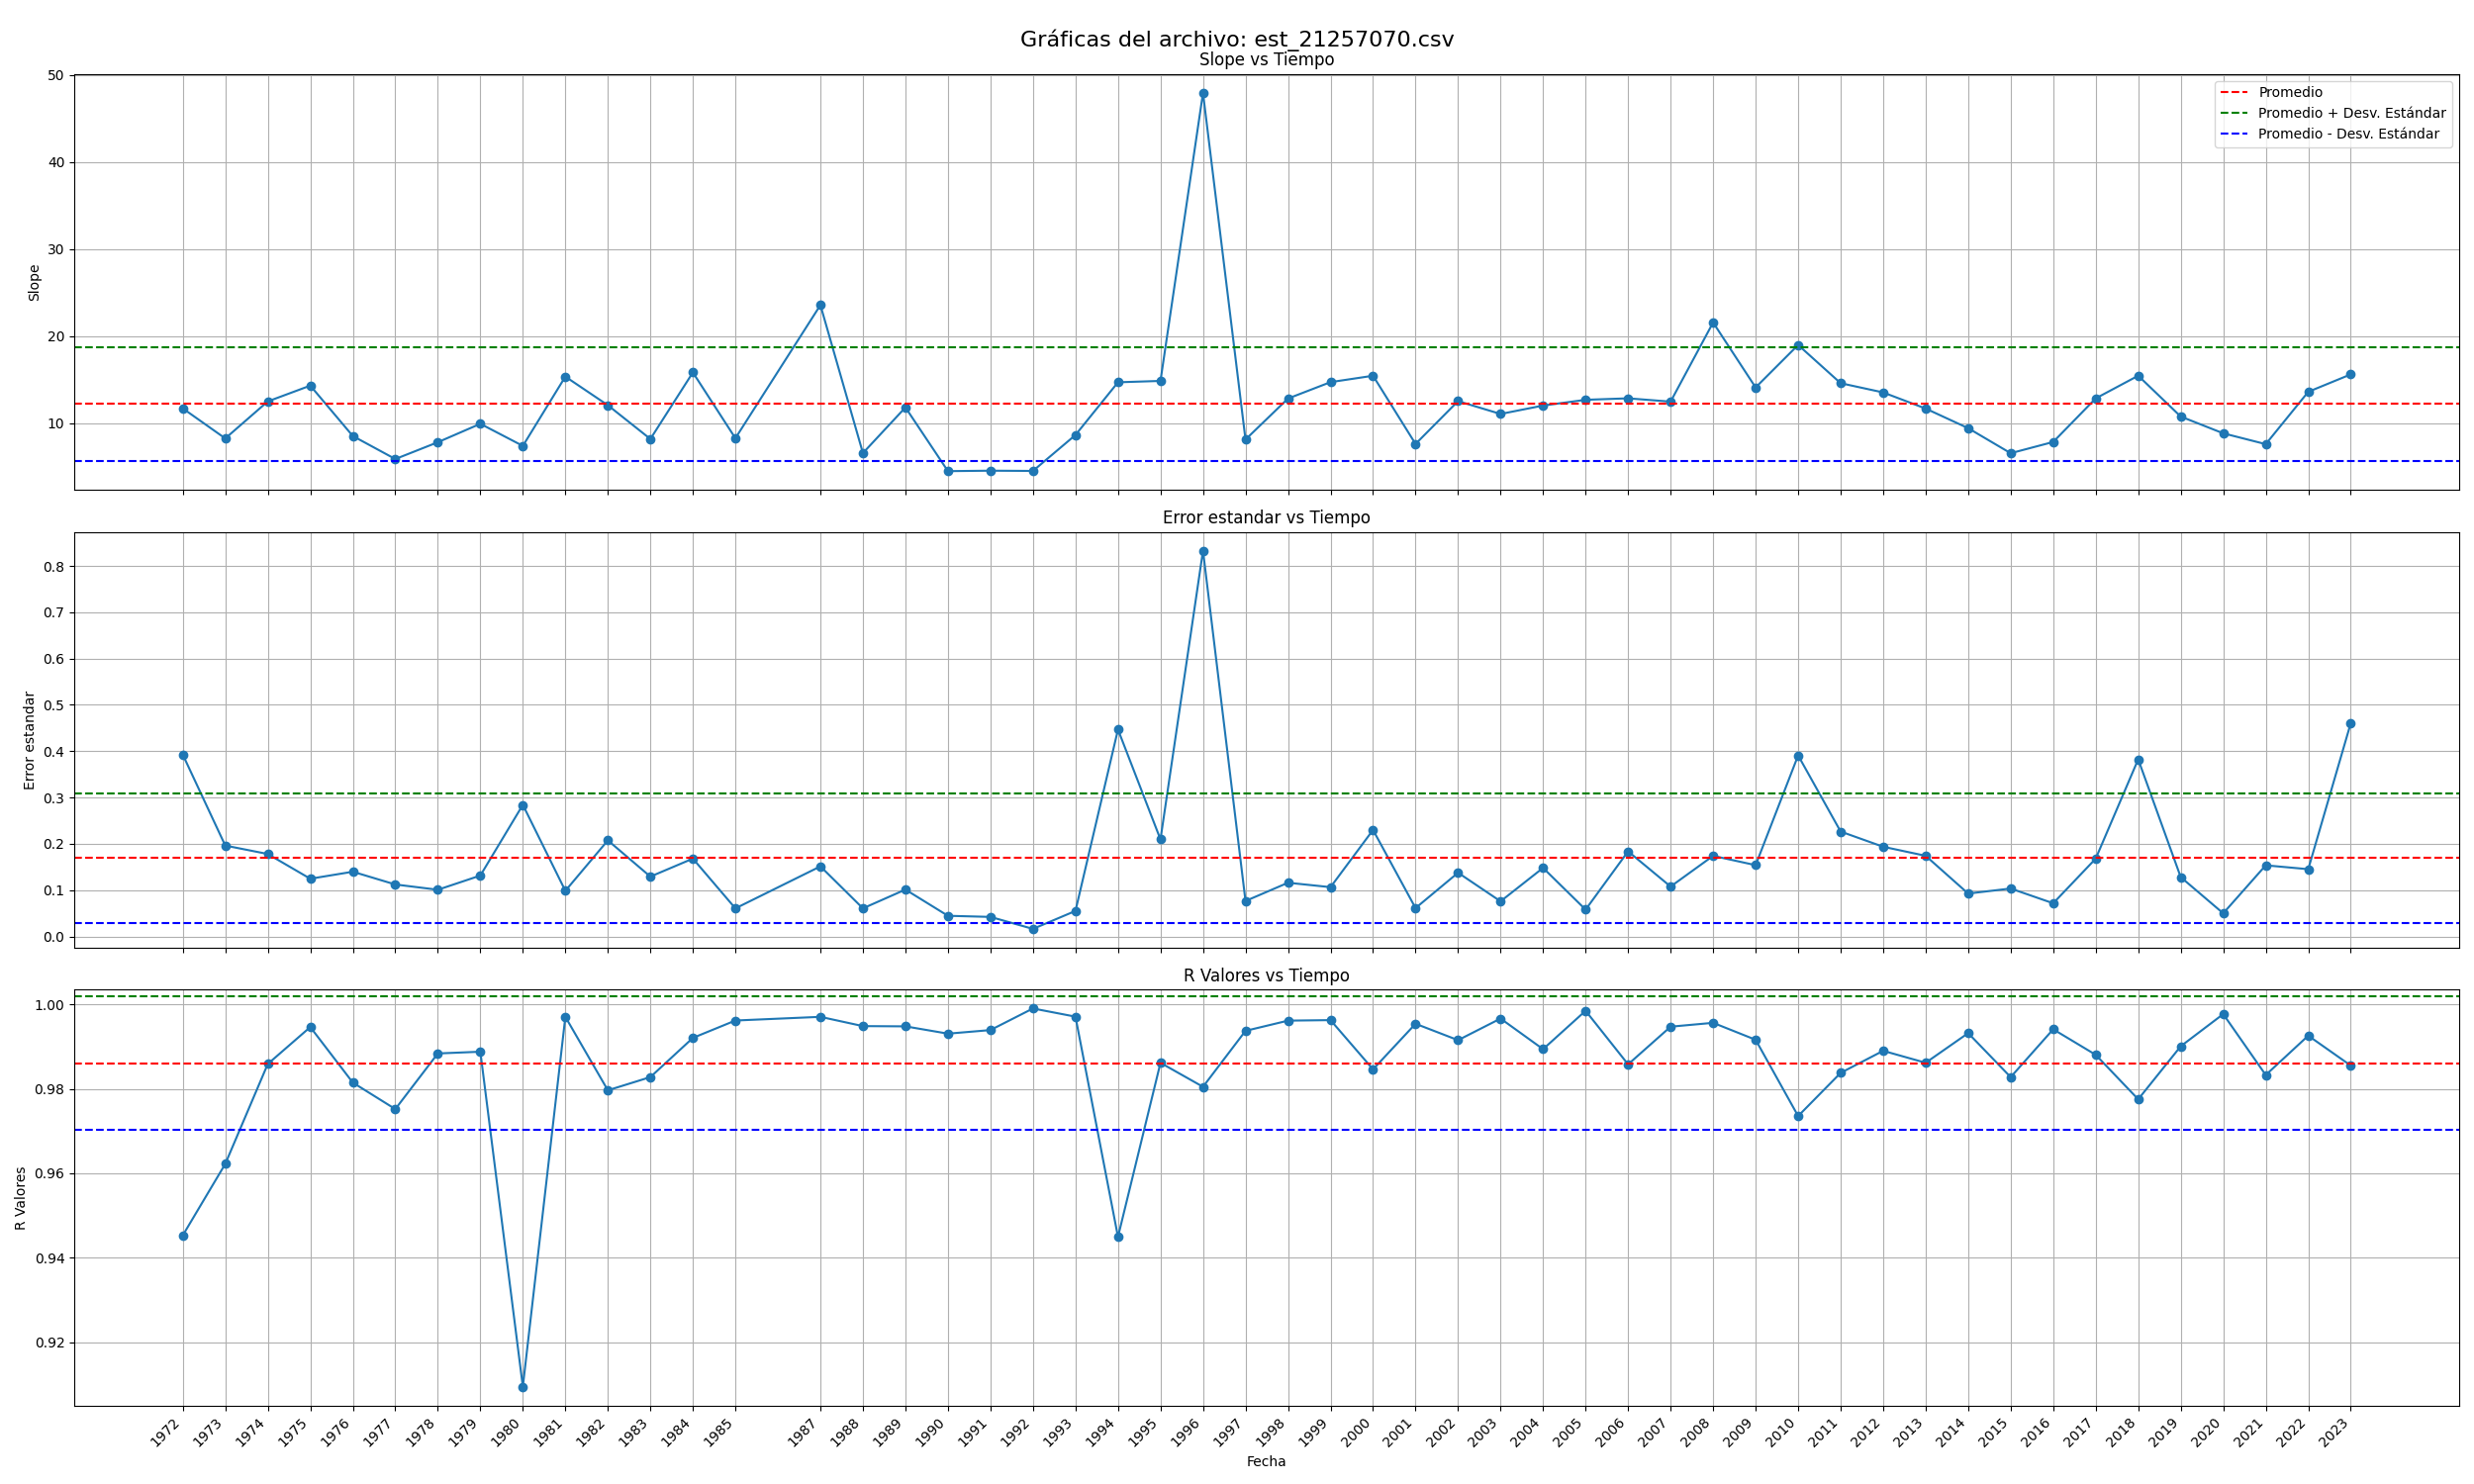 Gráficas del archivo: est_21257070.csv
Slope vs Tiempo
50
40
30
20
10
Slope
Promedio
Promedio + Desv. Estándar
Promedio - Desv. Estándar
Error estandar vs Tiempo
0.8
0.7
0.6
0.5
0.4
0.3
0.2
0.1
0.0
Error estandar
R Valores vs Tiempo
1.00
0.98
0.96
0.94
0.92
R Valores
1972 1973 1974 1975 1976 1977 1978 1979 1980 1981 1982 1983 1984 1985 1987 1988 1989 1990 1991 1992 1993 1994 1995 1996 1997 1998 1999 2000 2001 2002 2003 2004 2005 2006 2007 2008 2009 2010 2011 2012 2013 2014 2015 2016 2017 2018 2019 2020 2021 2022 2023
Fecha